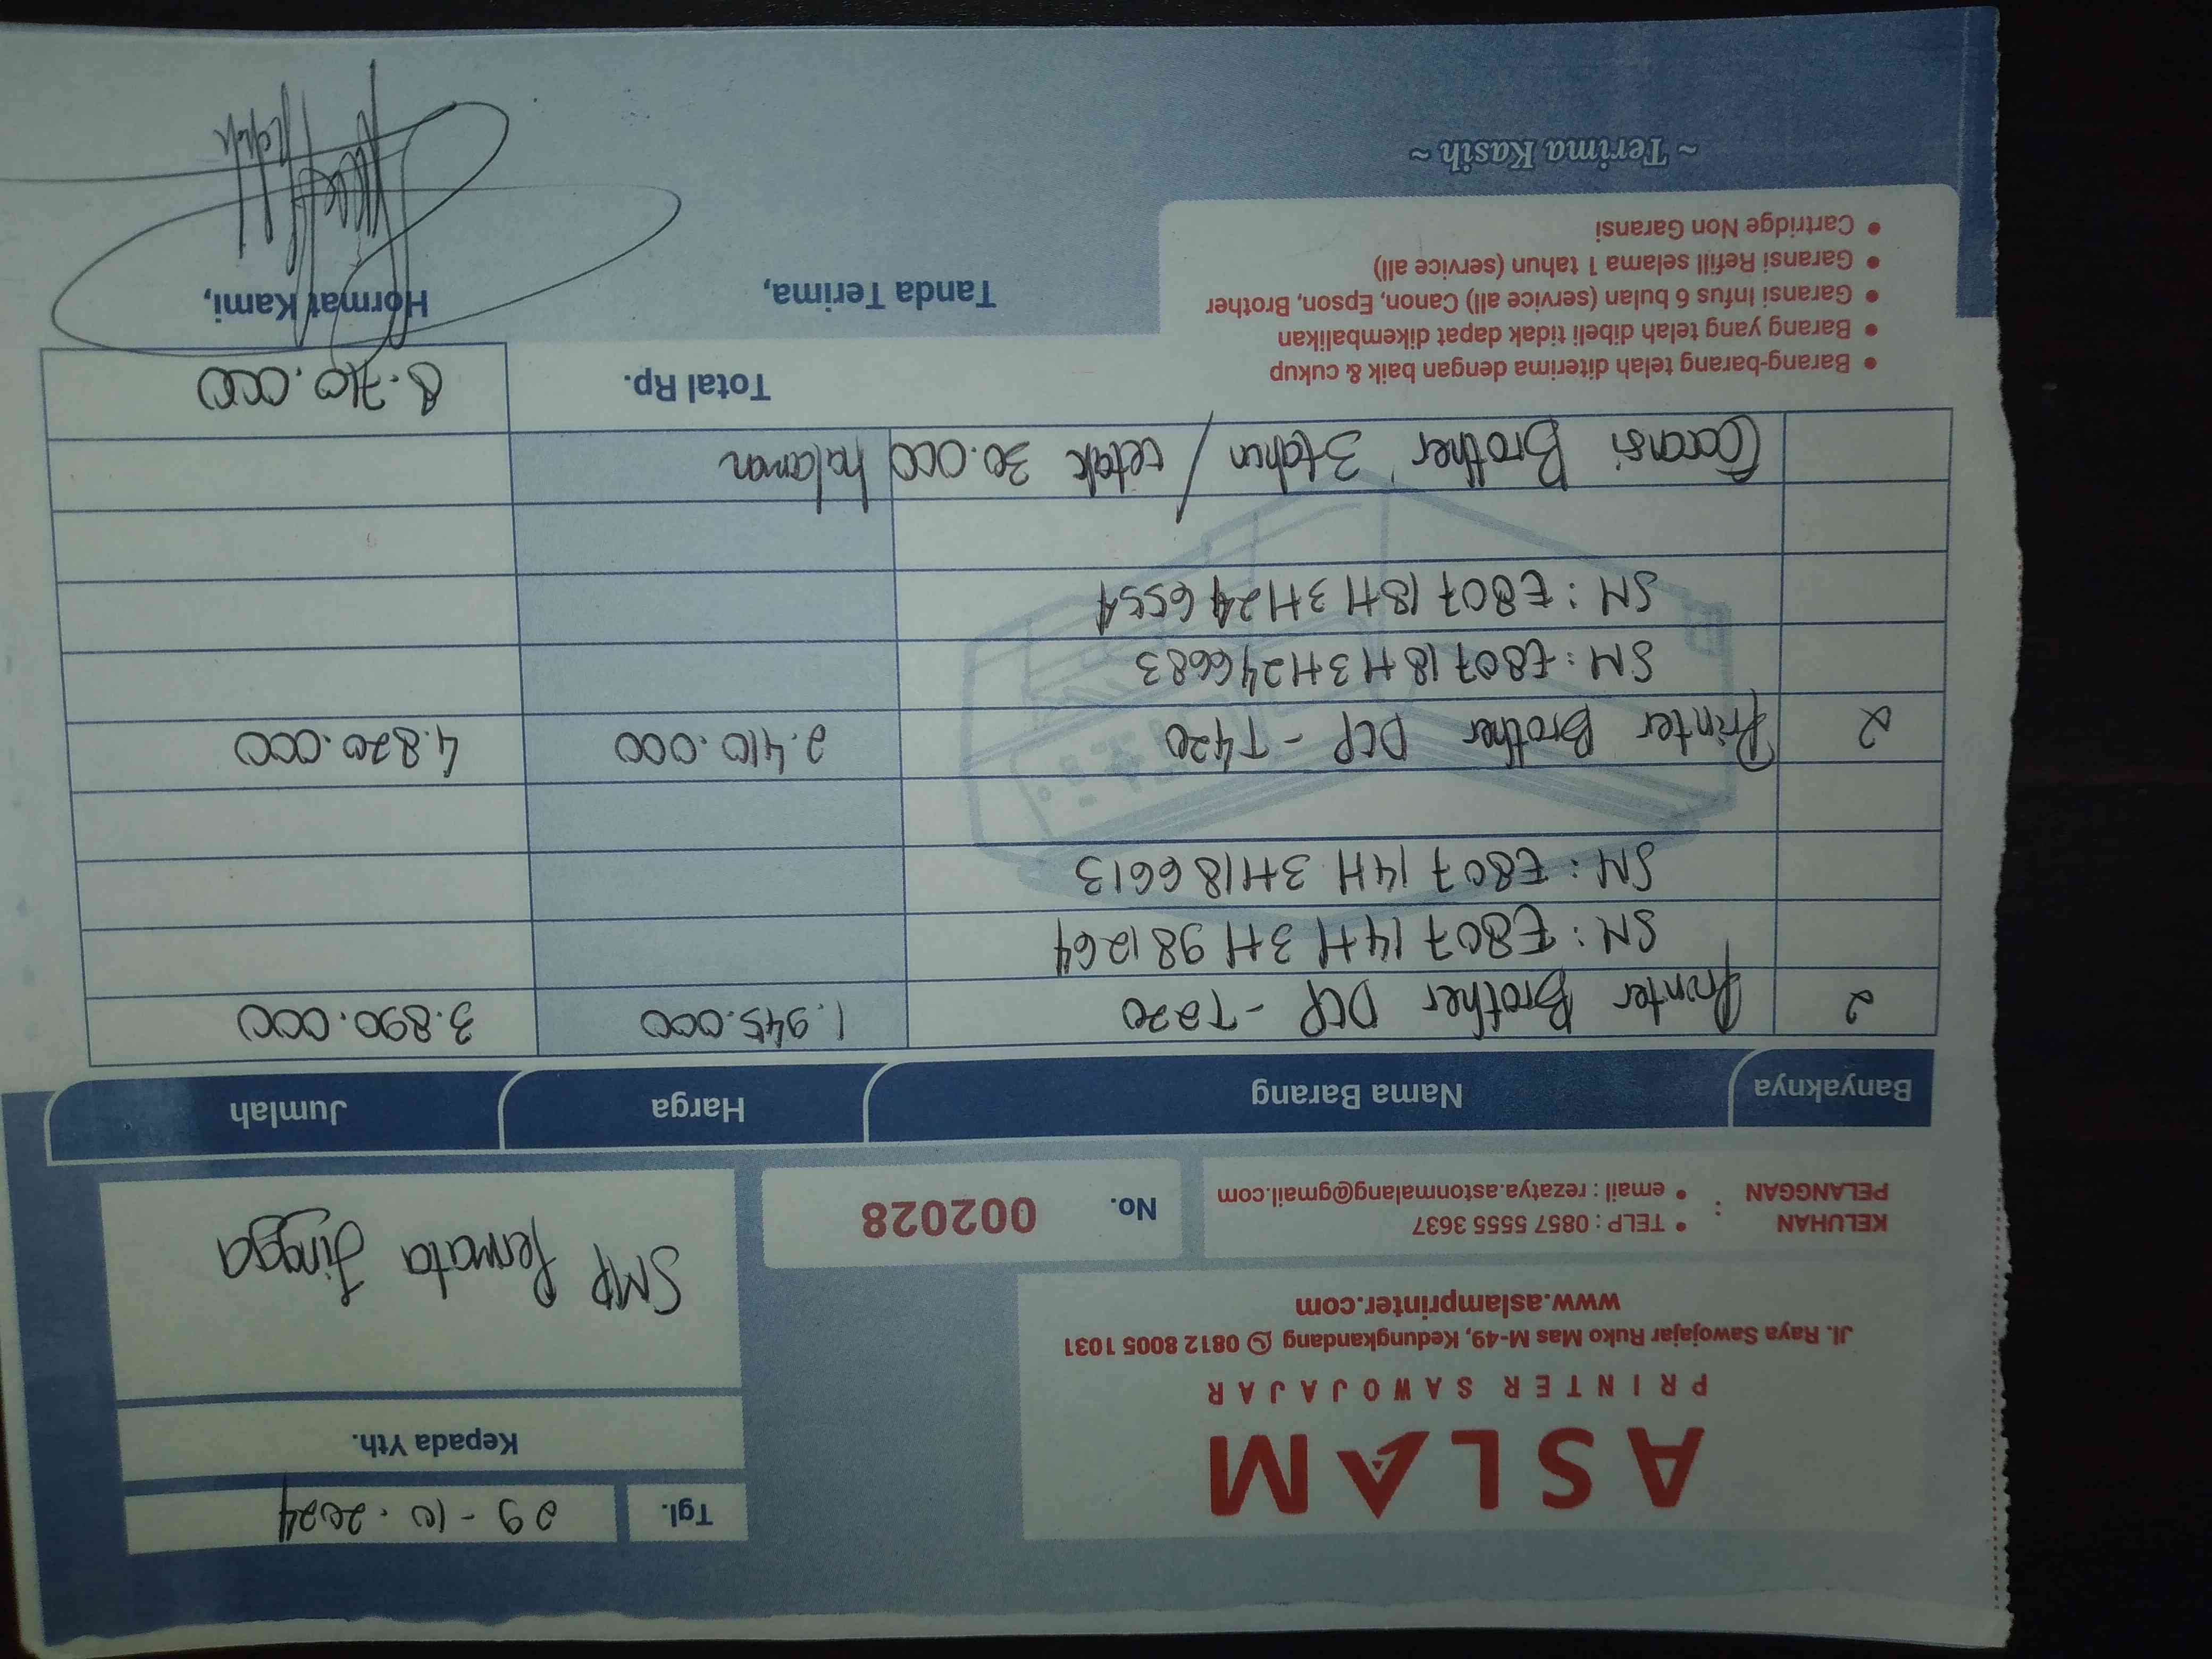 ASLAM
PRINTER SAWOJAJAR
Jl. Raya Sawojajar Ruko Mas M-49, Kedungkandang 0812 8005 1031
www.aslamprinter.com
Tgl. 29-10.2024
Kepada Yth.
SMP Permata Jingga
KELUHAN PELANGGAN :
• TELP : 0857 5555 3637
• email : rezatya.astonmalang@gmail.com
No. 002028
Banyaknya Nama Barang Harga Jumlah
2 Printer Brother DCP - T220 1.945.000 3.890.000
SN : E80714H3H981264
SN : E80714H3H186613
2 Printer Brother DCP - T420 2.410.000 4.820.000
SN : E80718H3H246683
SN : E80718H3H246554
Garansi Brother 3 tahun / cetak 30.000 halaman
Total Rp. 8.710.000
• Barang-barang telah diterima dengan baik & cukup
• Barang yang telah dibeli tidak dapat dikembalikan
• Garansi Infus 6 bulan (service all) Canon, Epson, Brother
• Garansi Refill selama 1 tahun (service all)
• Cartridge Non Garansi
~ Terima Kasih ~
Tanda Terima,
Hormat Kami,